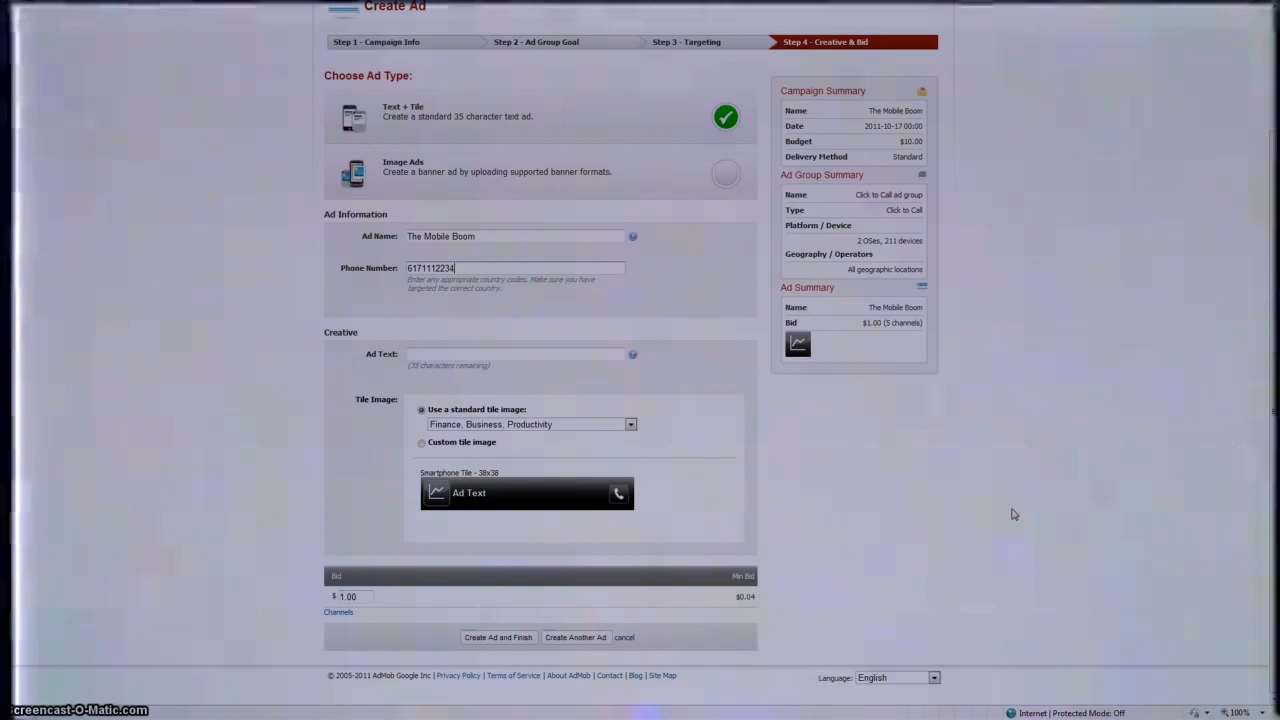 Create Ad
Step 1 - Campaign Info Step 2 - Ad Group Goal Step 3 - Targeting Step 4 - Creative & Bid
Choose Ad Type:
Text + Tile
Create a standard 35 character text ad.
Image Ads
Create a banner ad by uploading supported banner formats.
Ad Information
Ad Name: The Mobile Boom
Phone Number: 6171112234
Enter any appropriate country codes. Make sure you have
targeted the correct country.
Creative
Ad Text:
(35 characters remaining)
Tile Image: Use a standard tile image:
Finance, Business, Productivity
Custom tile image
Smartphone Tile - 38x38
Ad Text
Bid Min Bid
$ 1.00 $0.04
Channels
Create Ad and Finish Create Another Ad cancel
Campaign Summary
Name The Mobile Boom
Date 2011-10-17 00:00
Budget $10.00
Delivery Method Standard
Ad Group Summary
Name Click to Call ad group
Type Click to Call
Platform / Device
2 OSes, 211 devices
Geography / Operators
All geographic locations
Ad Summary
Name The Mobile Boom
Bid $1.00 (5 channels)
© 2005-2011 AdMob Google Inc | Privacy Policy | Terms of Service | About AdMob | Contact | Blog | Site Map
Language: English
Screencast-O-Matic.com
Internet | Protected Mode: Off 100%